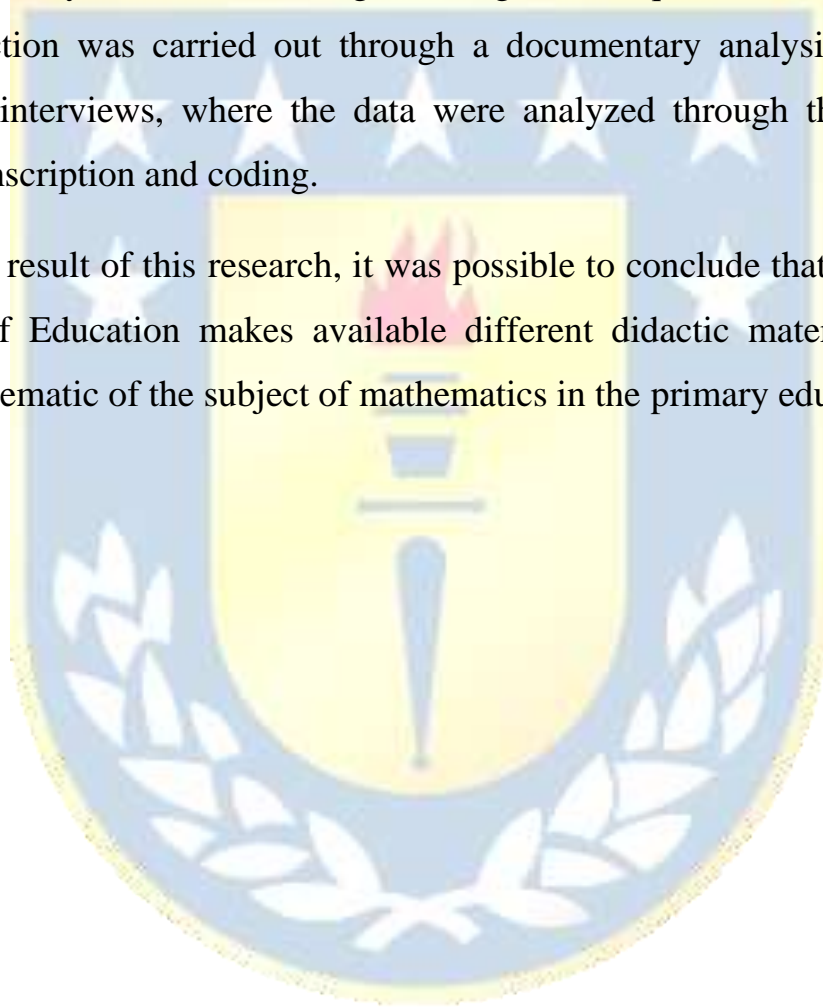 ction was carried out through a documentary analysi
interviews, where the data were analyzed through th
nscription and coding.
result of this research, it was possible to conclude that
f Education makes available different didactic mater
ematic of the subject of mathematics in the primary edu